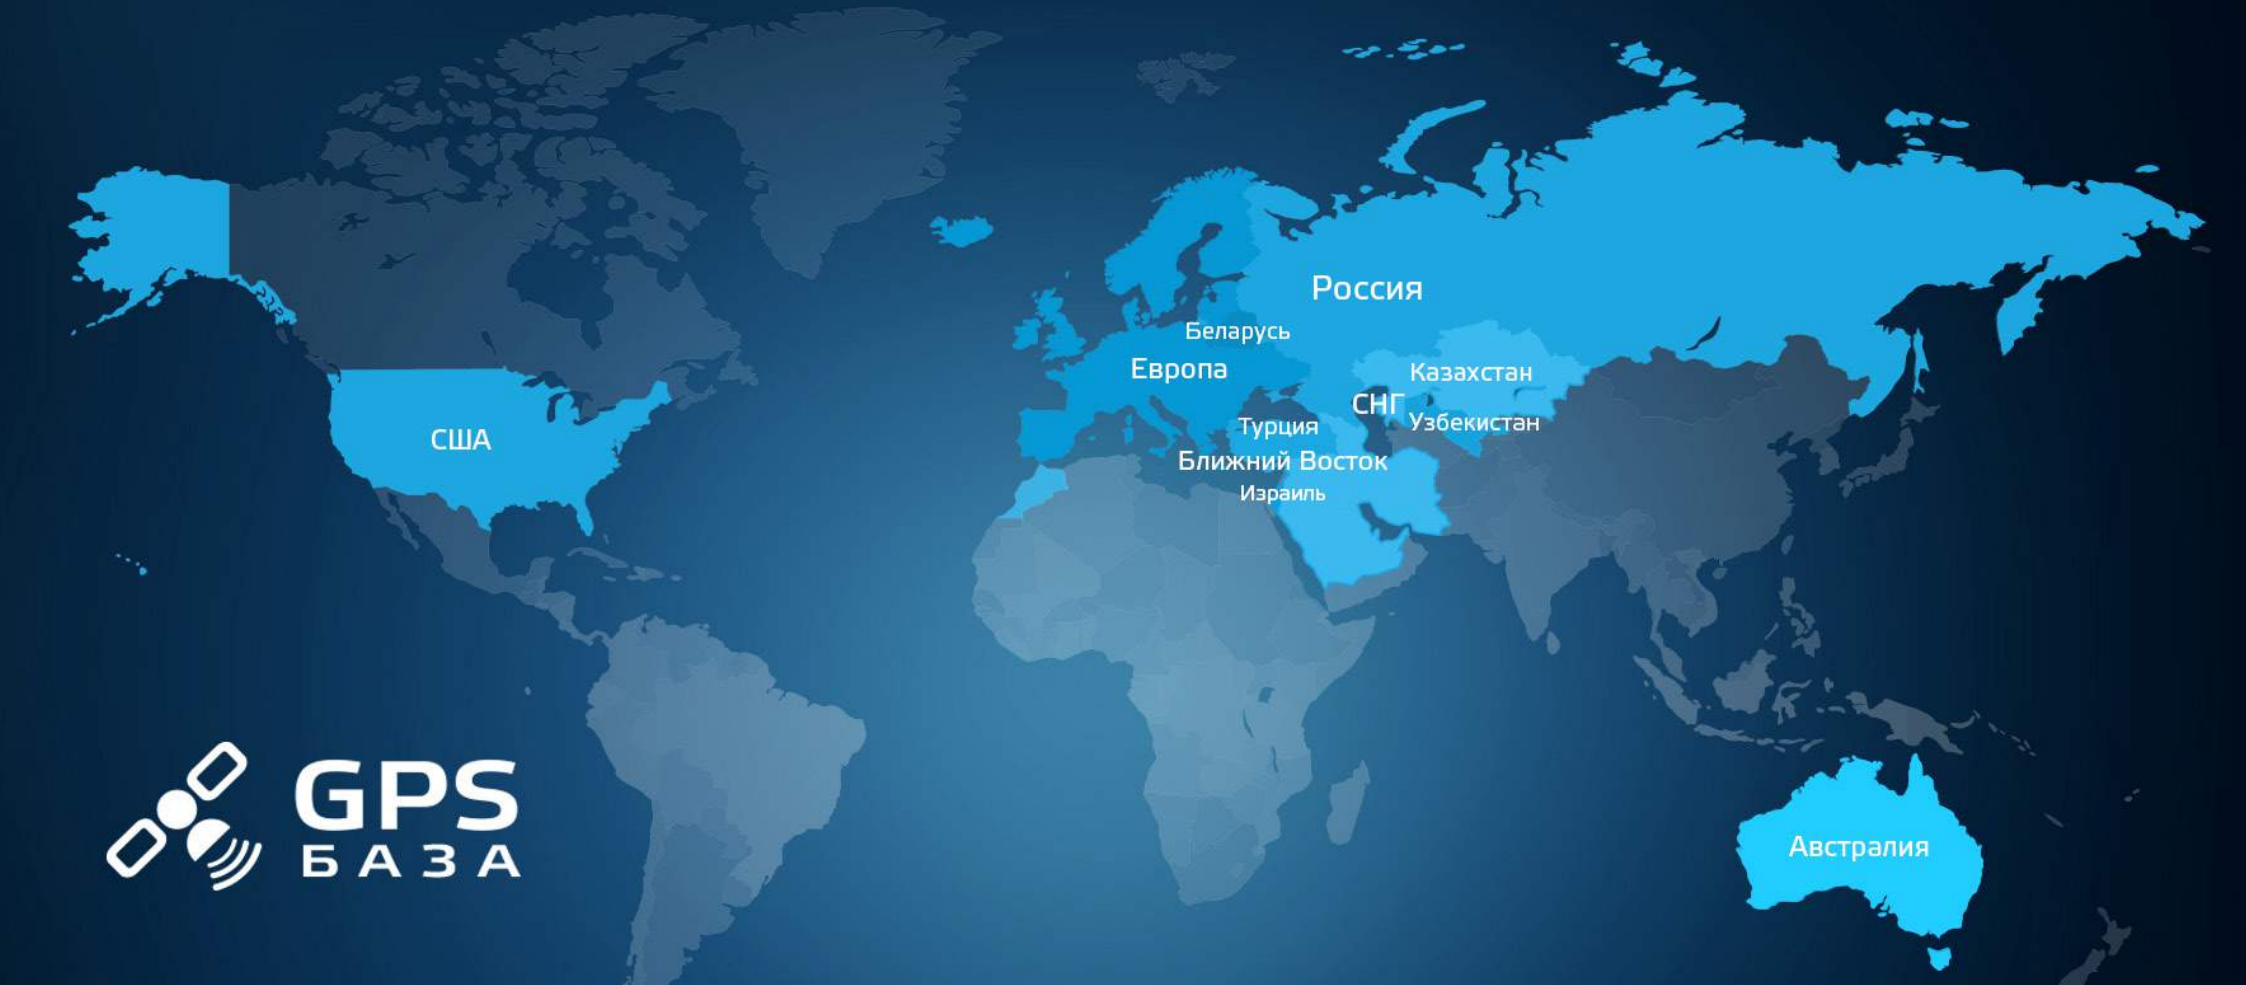 Россия
Беларусь
Европа
Казахстан
СНГ
Узбекистан
США
Турция
Ближний Восток
Израиль
GPS
БАЗА
Австралия